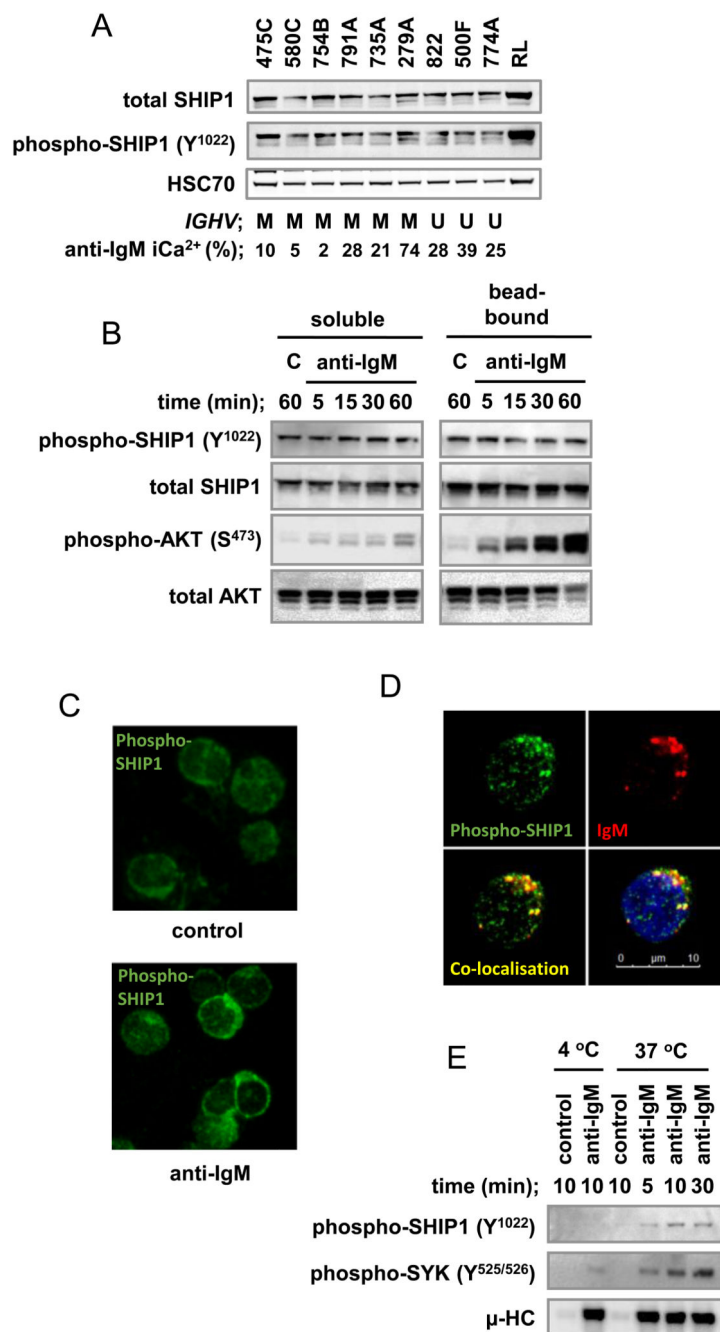 A
475C 580C 754B 791A 735A 279A 822 500F 774A RL
total SHIP1
phospho-SHIP1 (Y1022)
HSC70
IGHV; M M M M M M U U U
anti-IgM iCa2+ (%); 10 5 2 28 21 74 28 39 25
B
soluble
bead-
bound
C anti-IgM C anti-IgM
time (min); 60 5 15 30 60 60 5 15 30 60
phospho-SHIP1 (Y1022)
total SHIP1
phospho-AKT (S473)
total AKT
C
Phospho-
SHIP1
control
Phospho-
SHIP1
anti-IgM
D
Phospho-SHIP1 IgM
Co-localisation
0 µm 10
E
4 oC 37 oC
control anti-IgM control anti-IgM anti-IgM anti-IgM
time (min); 10 10 10 5 10 30
phospho-SHIP1 (Y1022)
phospho-SYK (Y525/526)
µ-HC